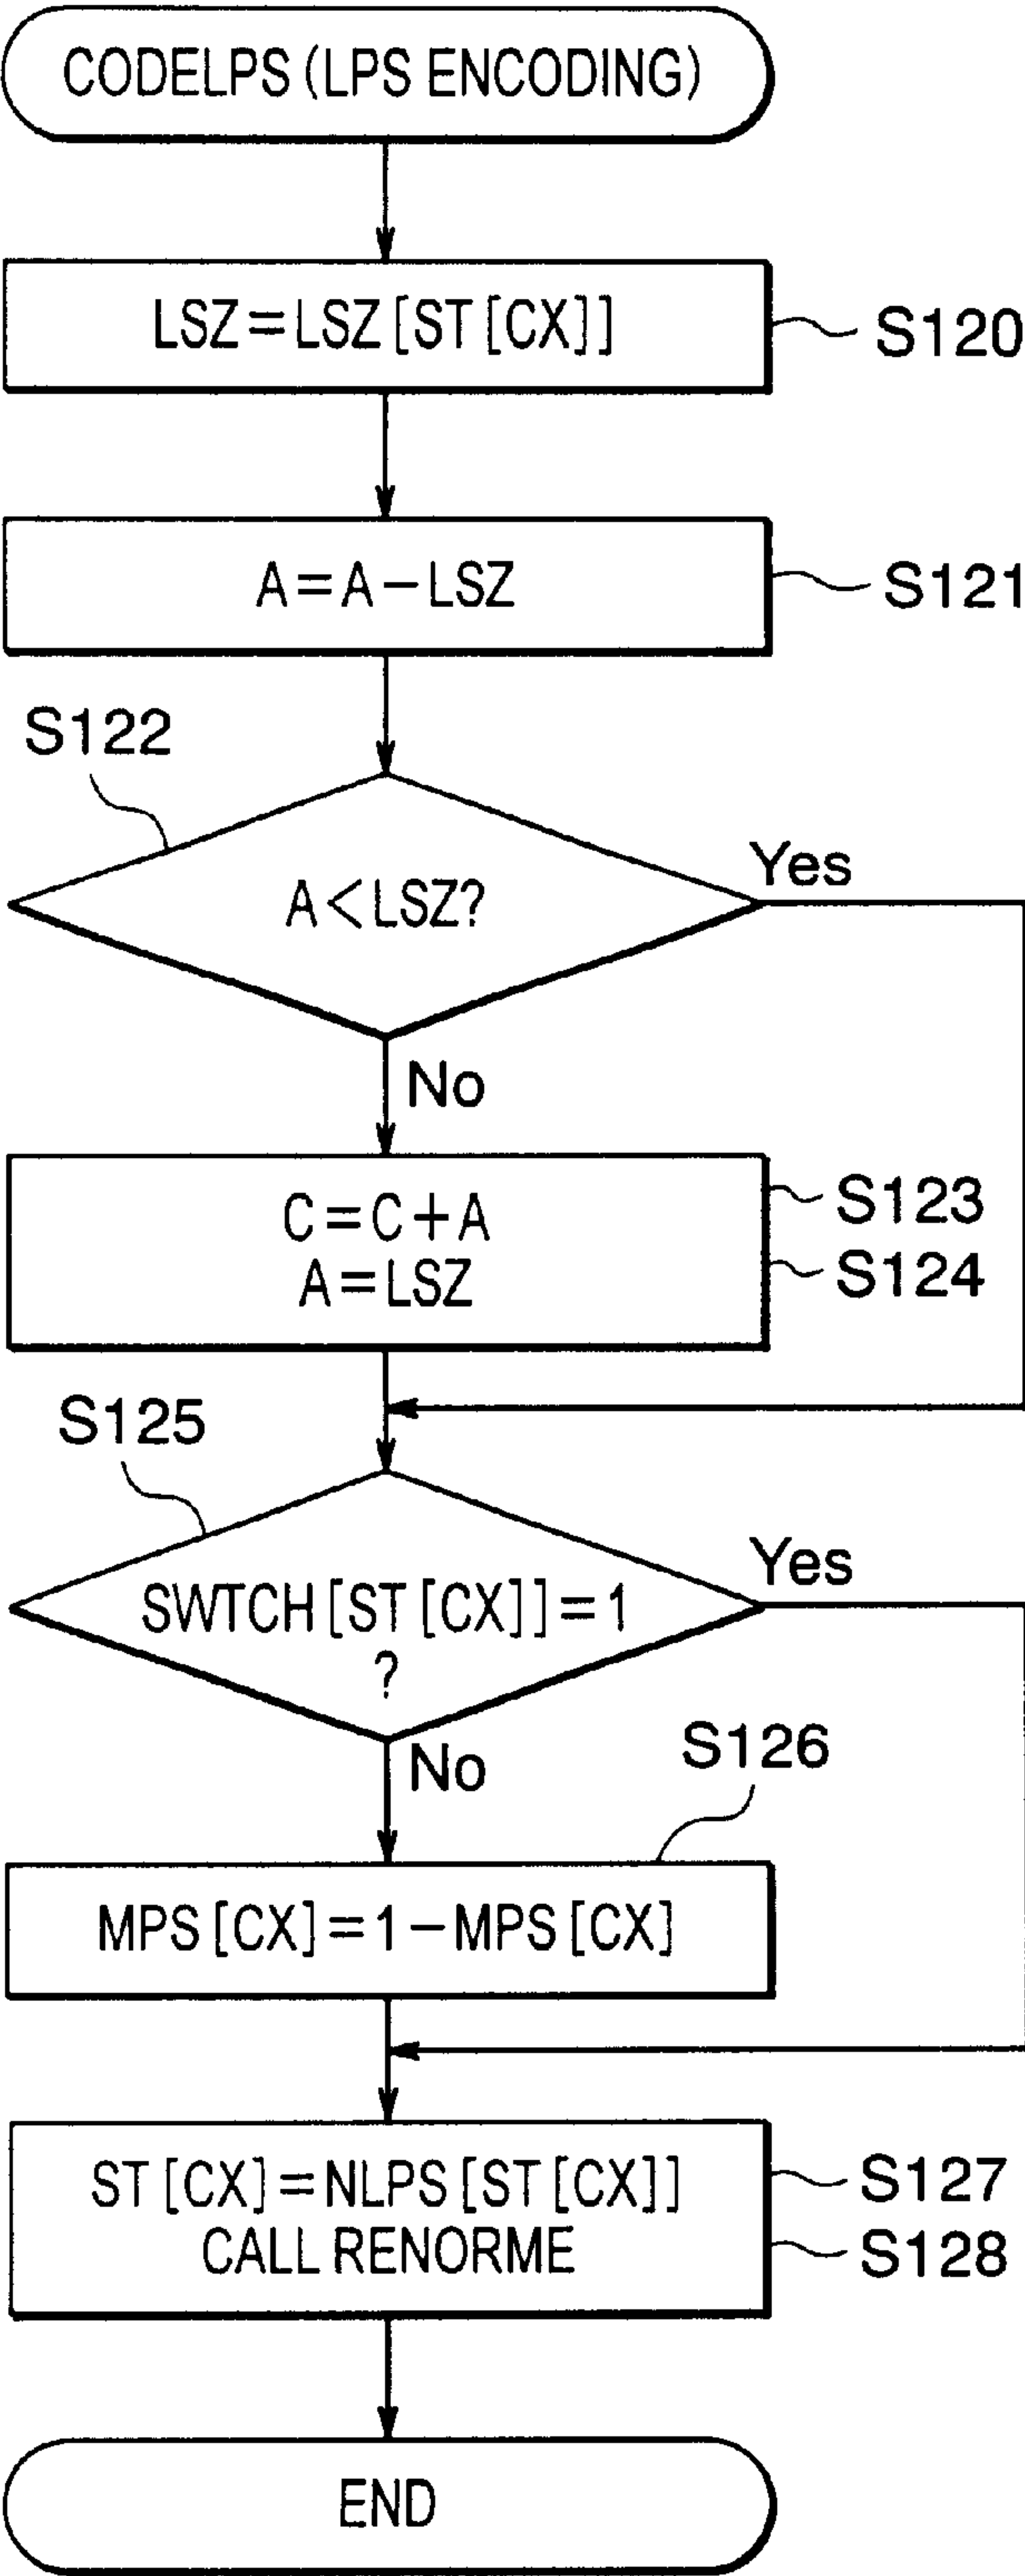 CODELPS (LPS ENCODING)
LSZ=LSZ[ST[CX]]
S120
A=A−LSZ
S121
S122
A<LSZ?
Yes
No
C=C+A
S123
A=LSZ
S124
S125
SWTCH[ST[CX]]=1
?
Yes
No
S126
MPS[CX]=1−MPS[CX]
ST[CX]=NLPS[ST[CX]]
S127
CALL RENORME
S128
END